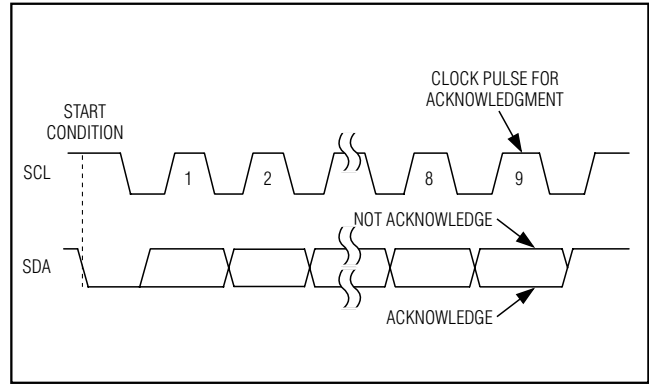 CLOCK PULSE FOR
ACKNOWLEDGMENT
START
CONDITION
SCL
1
2
8
9
NOT ACKNOWLEDGE
SDA
ACKNOWLEDGE